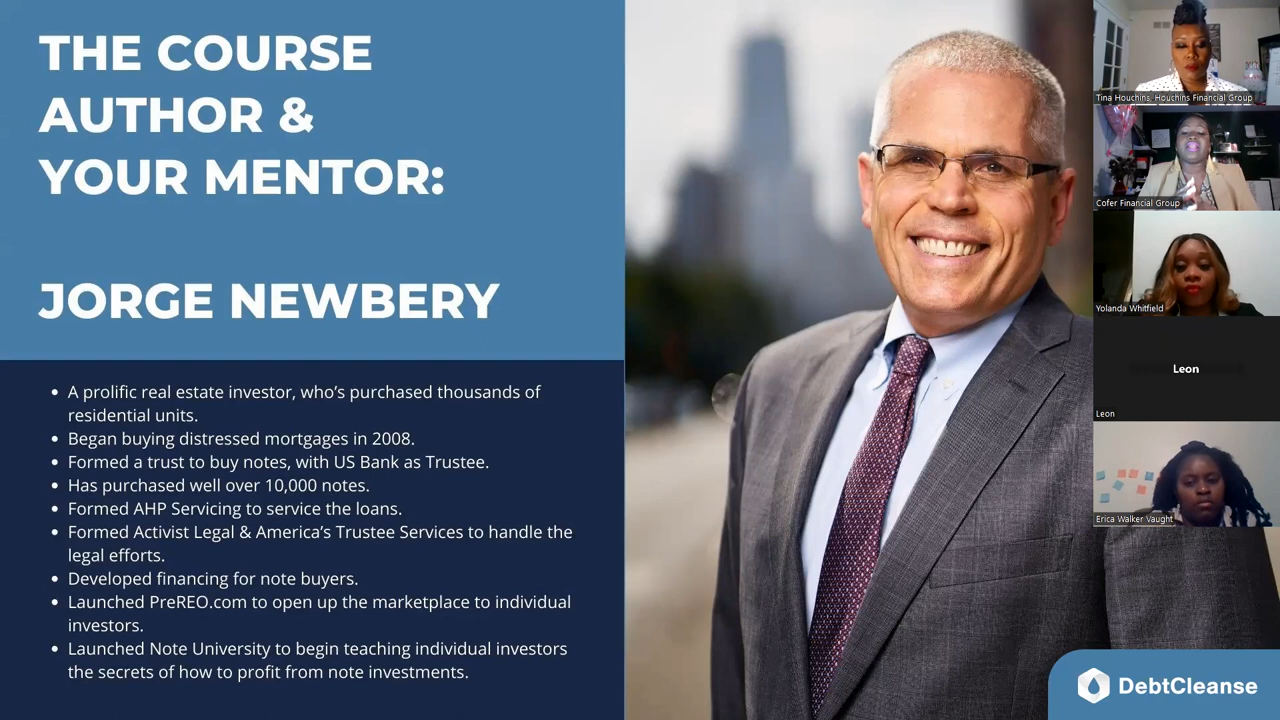 THE COURSE
AUTHOR &
YOUR MENTOR:
JORGE NEWBERY
• A prolific real estate investor, who's purchased thousands of
residential units.
• Began buying distressed mortgages in 2008.
• Formed a trust to buy notes, with US Bank as Trustee.
• Has purchased well over 10,000 notes.
• Formed AHP Servicing to service the loans.
• Formed Activist Legal & America's Trustee Services to handle the
legal efforts.
• Developed financing for note buyers.
• Launched PreREO.com to open up the marketplace to individual
investors.
• Launched Note University to begin teaching individual investors
the secrets of how to profit from note investments.
Tina Houchins, Houchins Financial Group
Cofer Financial Group
Yolanda Whitfield
Leon
Leon
Erica Walker Vaught
DebtCleanse